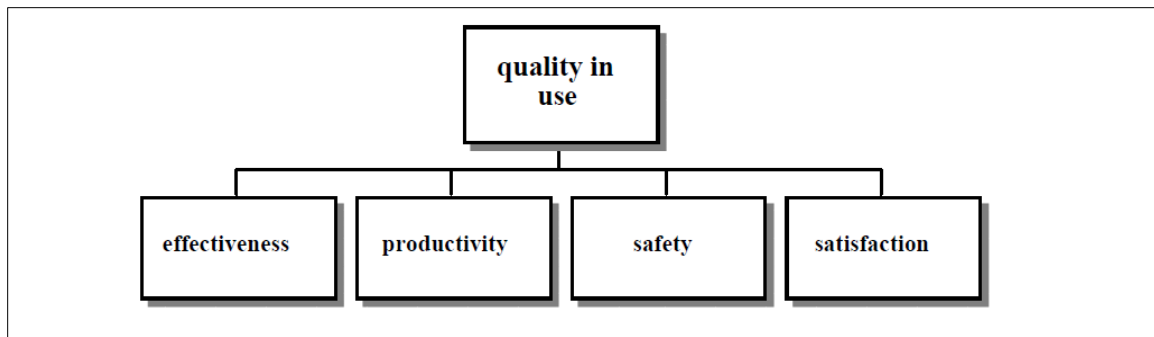 quality in
use
effectiveness
productivity
safety
satisfaction